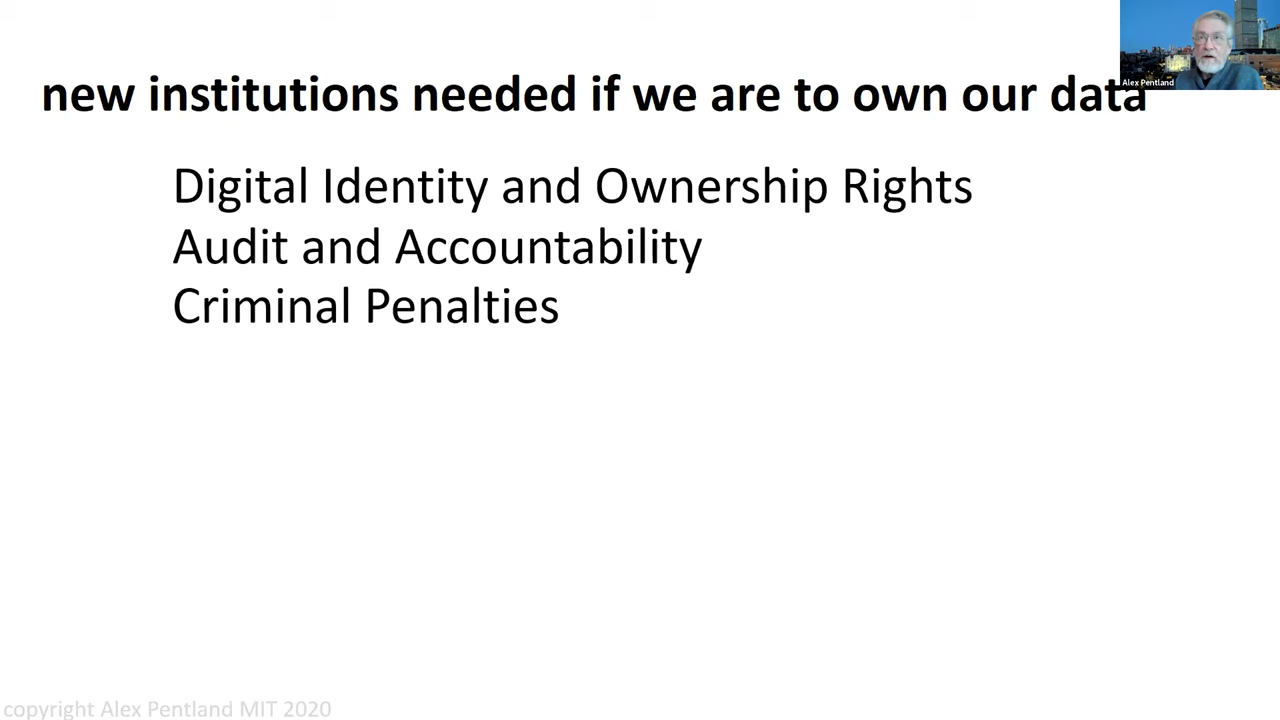 Alex Pentland
new institutions needed if we are to own our data
Digital Identity and Ownership Rights
Audit and Accountability
Criminal Penalties
copyright Alex Pentland MIT 2020